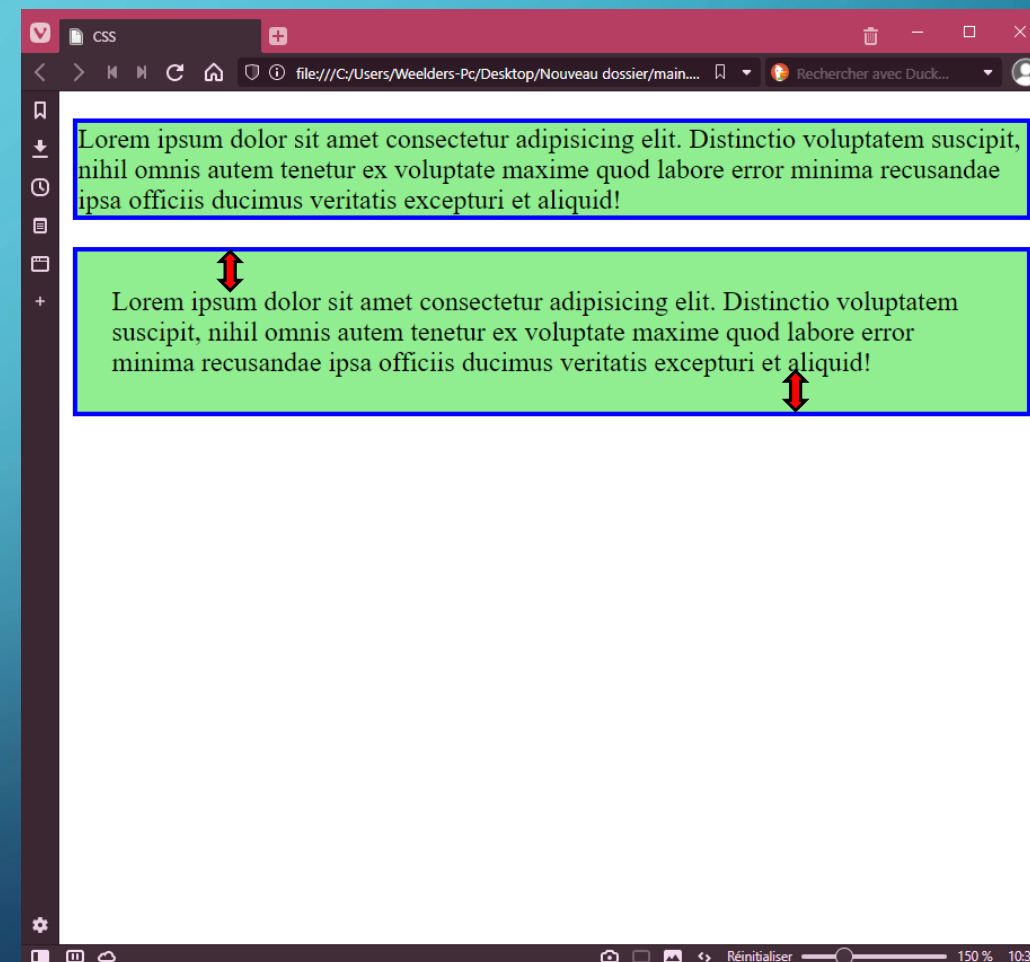 CSS
file:///C:/Users/Weelders-Pc/Desktop/Nouveau dossier/main....
Rechercher avec Duck...
Lorem ipsum dolor sit amet consectetur adipisicing elit. Distinctio voluptatem suscipit,
nihil omnis autem tenetur ex voluptate maxime quod labore error minima recusandae
ipsa officiis ducimus veritatis excepturi et aliquid!
Lorem ipsum dolor sit amet consectetur adipisicing elit. Distinctio voluptatem
suscipit, nihil omnis autem tenetur ex voluptate maxime quod labore error
minima recusandae ipsa officiis ducimus veritatis excepturi et aliquid!
Réinitialiser 150 %